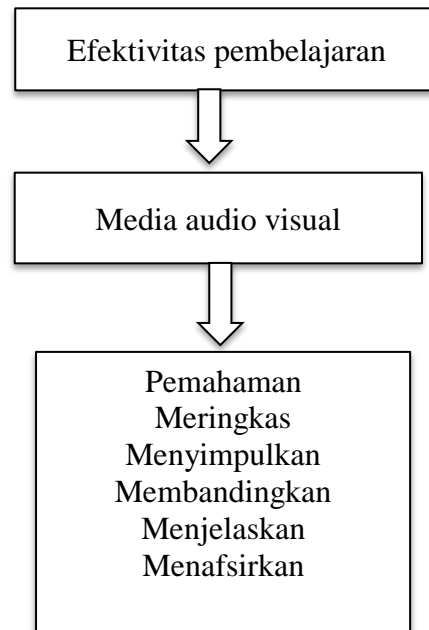 Efektivitas pembelajaran
Media audio visual
Pemahaman
Meringkas
Menyimpulkan
Membandingkan
Menjelaskan
Menafsirkan